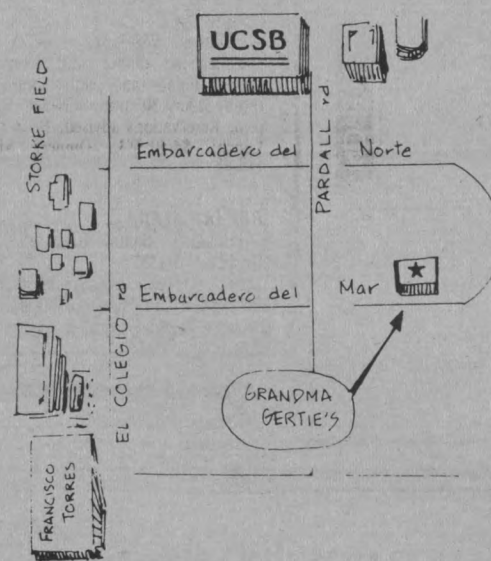 UCSB
STORKE FIELD
PARDALL rd
Embarcadero del Norte
Embarcadero del Mar
EL COLEGIO rd
GRANDMA
GERTIE'S
FRANCISCO
TORRES